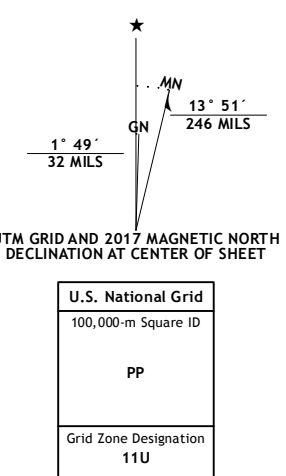 ★
MN
13° 51´
246 MILS
GN
1° 49´
32 MILS
UTM GRID AND 2017 MAGNETIC NORTH
DECLINATION AT CENTER OF SHEET
U.S. National Grid
100,000-m Square ID
PP
Grid Zone Designation
11U